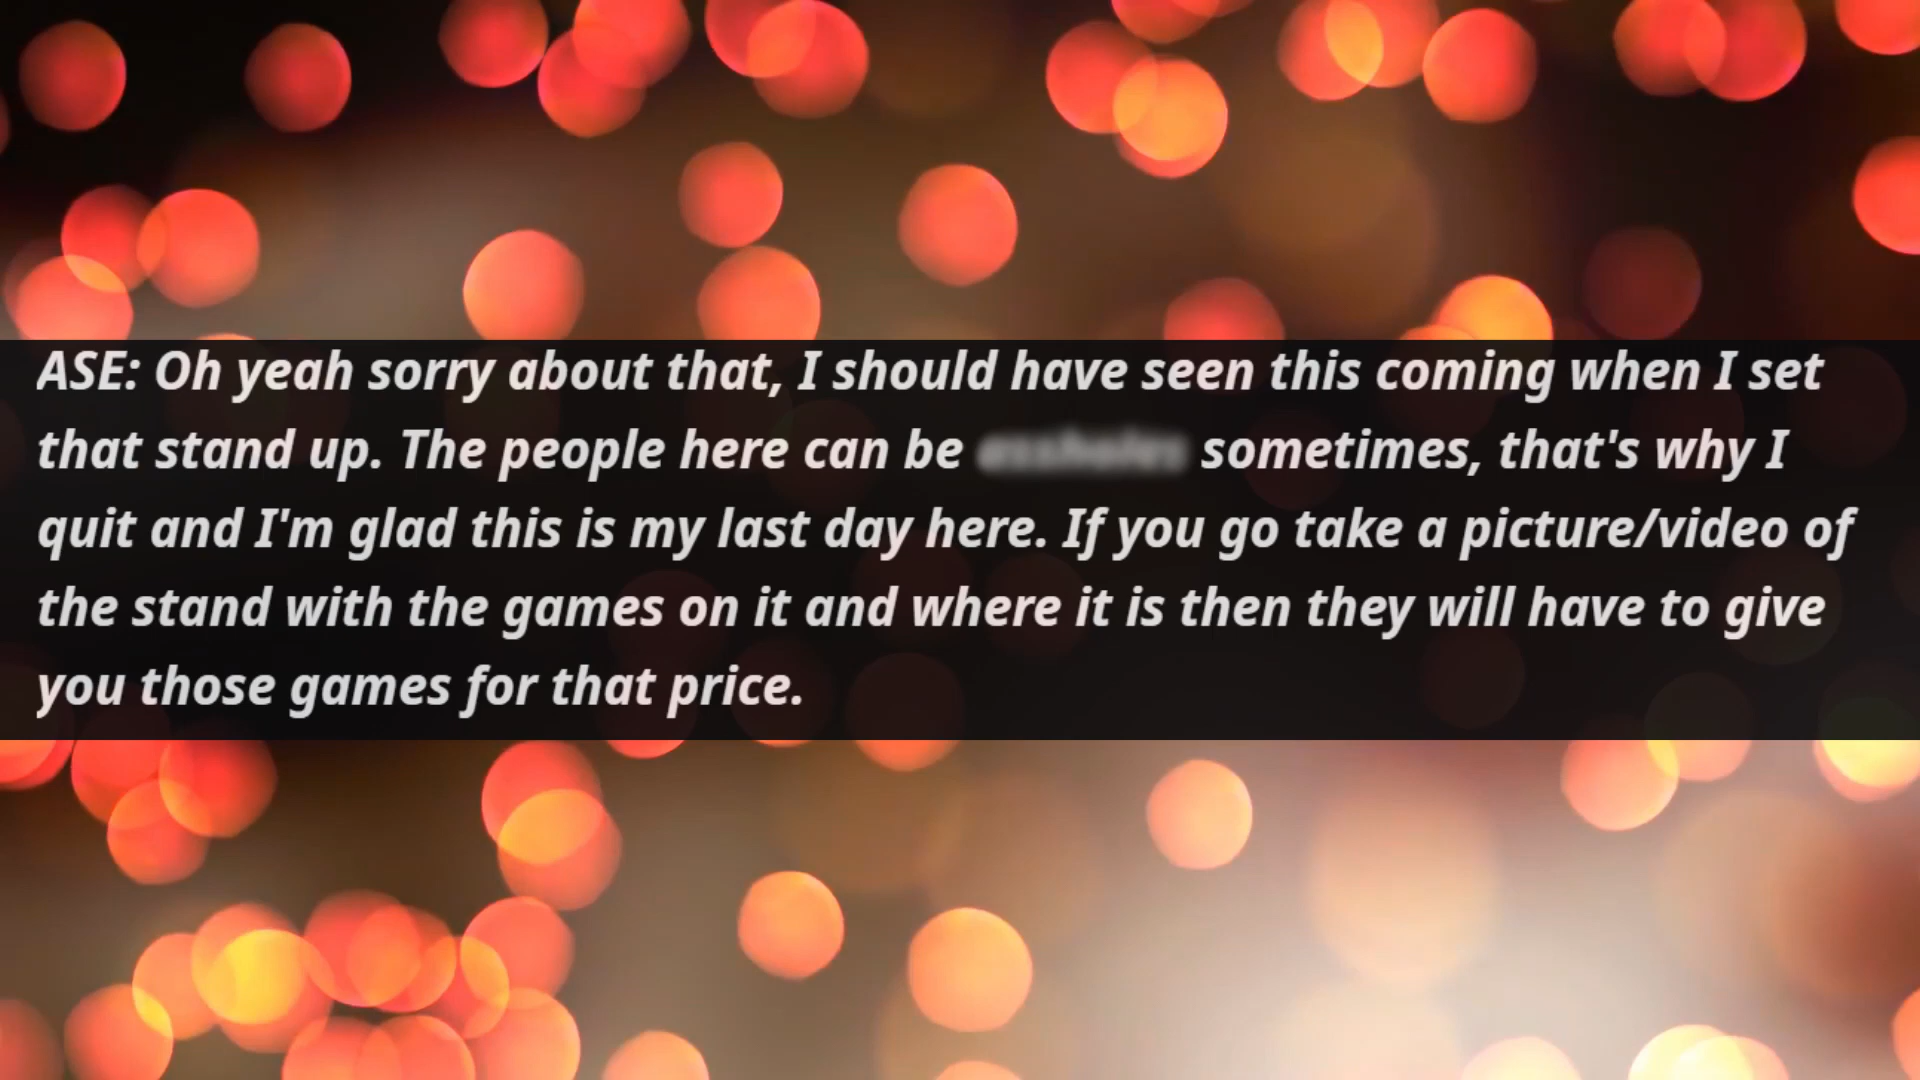 ASE: Oh yeah sorry about that, I should have seen this coming when I set
that stand up. The people here can be sometimes, that's why I
quit and I'm glad this is my last day here. If you go take a picture/video of
the stand with the games on it and where it is then they will have to give
you those games for that price.